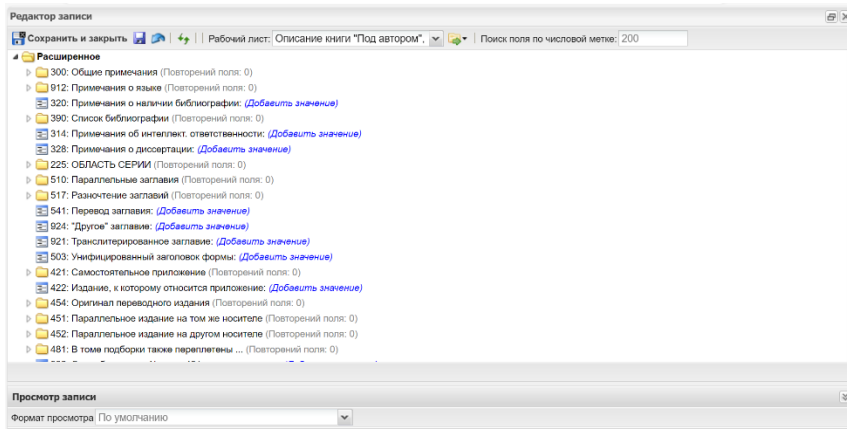 Редактор записи
Сохранить и закрыть Рабочий лист: Описание книги "Под автором", Поиск поля по числовой метке: 200
Расширенное
300: Общие примечания (Повторений поля: 0)
912: Примечания о языке (Повторений поля: 0)
320: Примечания о наличии библиографии: (Добавить значение)
390: Список библиографии (Повторений поля: 0)
314: Примечания об интеллект. ответственности: (Добавить значение)
328: Примечания о диссертации: (Добавить значение)
225: ОБЛАСТЬ СЕРИИ (Повторений поля: 0)
510: Параллельные заглавия (Повторений поля: 0)
517: Разночтение заглавий (Повторений поля: 0)
541: Перевод заглавия: (Добавить значение)
924: "Другое" заглавие: (Добавить значение)
921: Транслитерированное заглавие: (Добавить значение)
503: Унифицированный заголовок формы: (Добавить значение)
421: Самостоятельное приложение (Повторений поля: 0)
422: Издание, к которому относится приложение: (Добавить значение)
454: Оригинал переводного издания (Повторений поля: 0)
451: Параллельное издание на том же носителе (Повторений поля: 0)
452: Параллельное издание на другом носителе (Повторений поля: 0)
481: В томе подборки также переплетены ... (Повторений поля: 0)
Просмотр записи
Формат просмотра По умолчанию